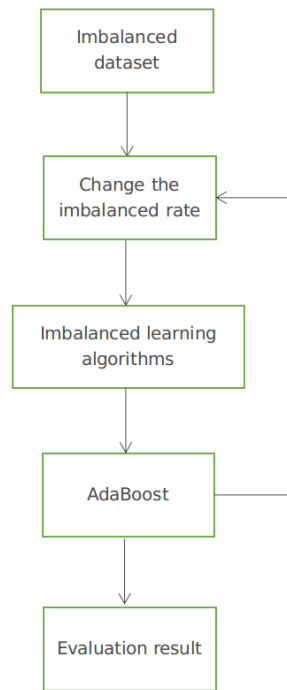 Imbalanced
dataset
Change the
imbalanced rate
Imbalanced learning
algorithms
AdaBoost
Evaluation result